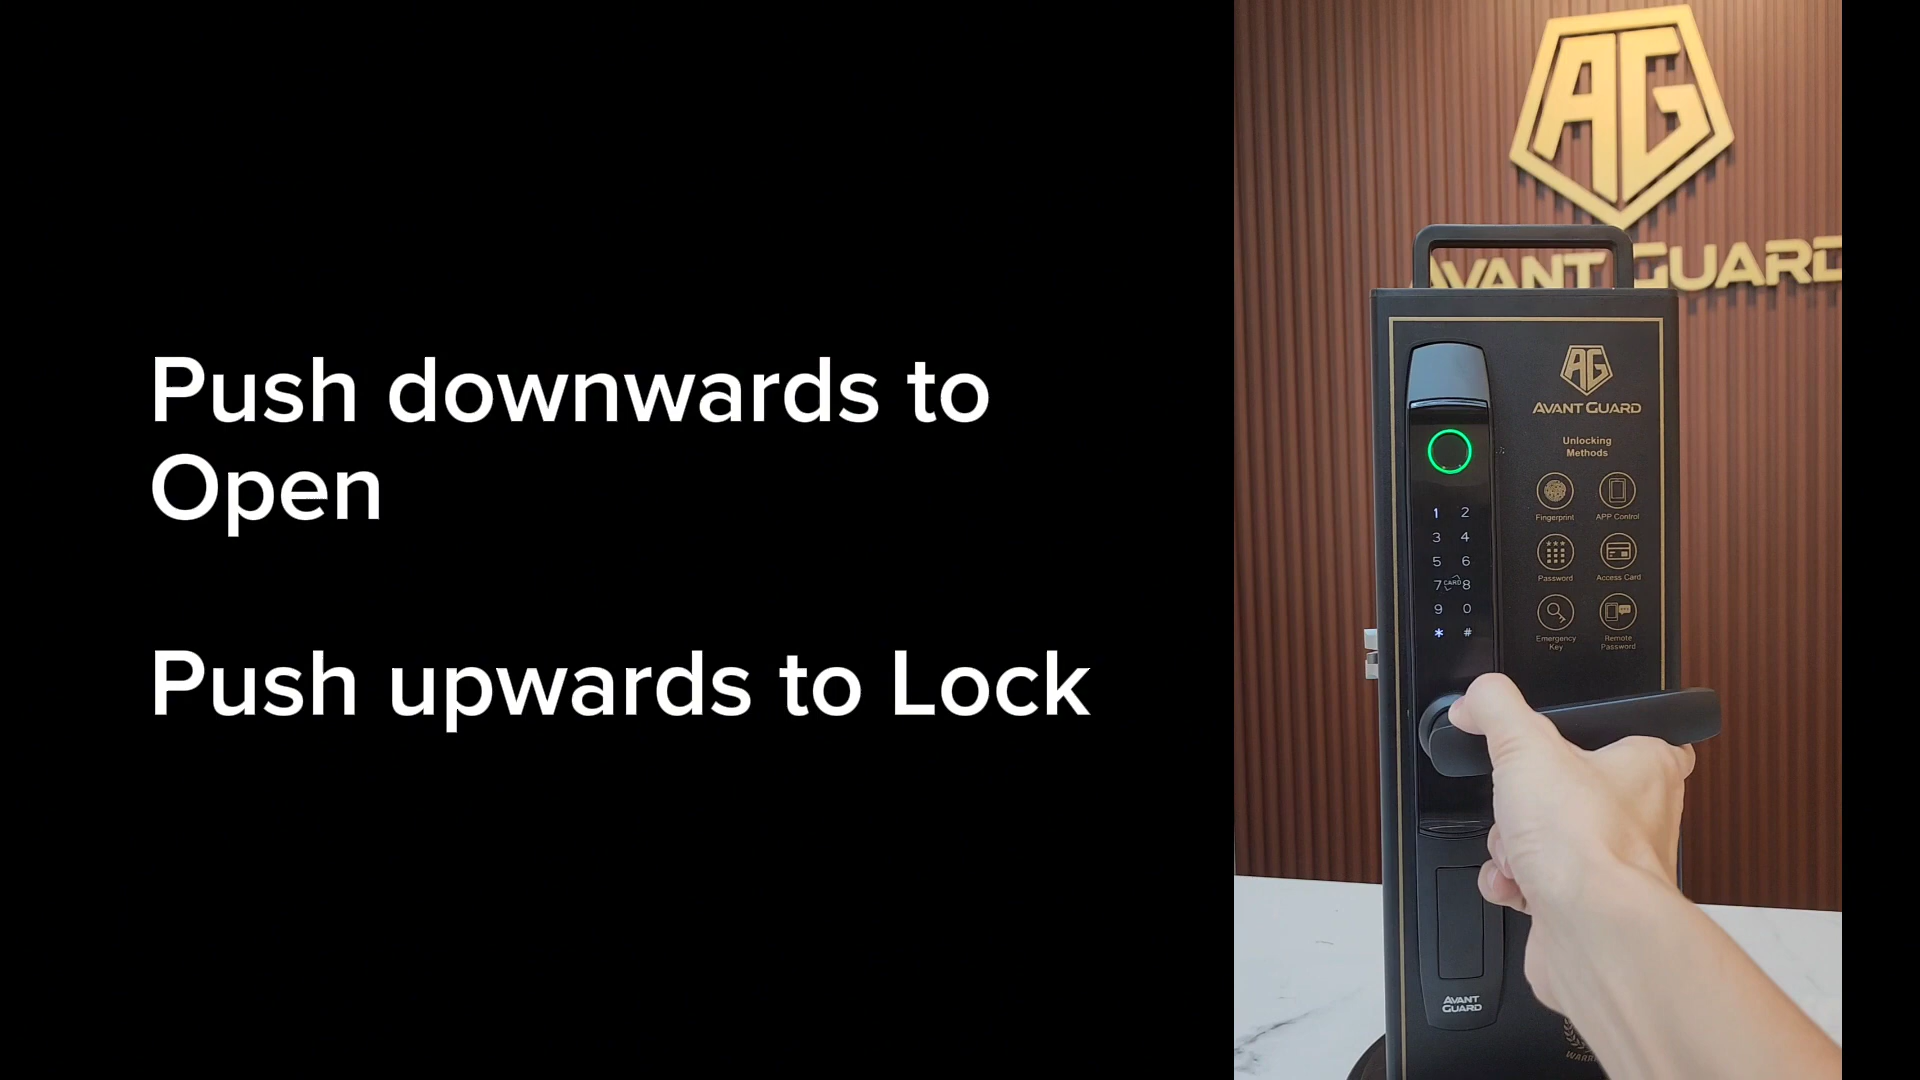 Push downwards to
Open
Push upwards to Lock
AG
AVANT GUARD
AG
AVANT GUARD
Unlocking
Methods
Fingerprint
APP Control
Password
Access Card
Emergency
Key
Remote
Password
1 2
3 4
5 6
7 CARD 8
9 0
* #
AVANT
GUARD